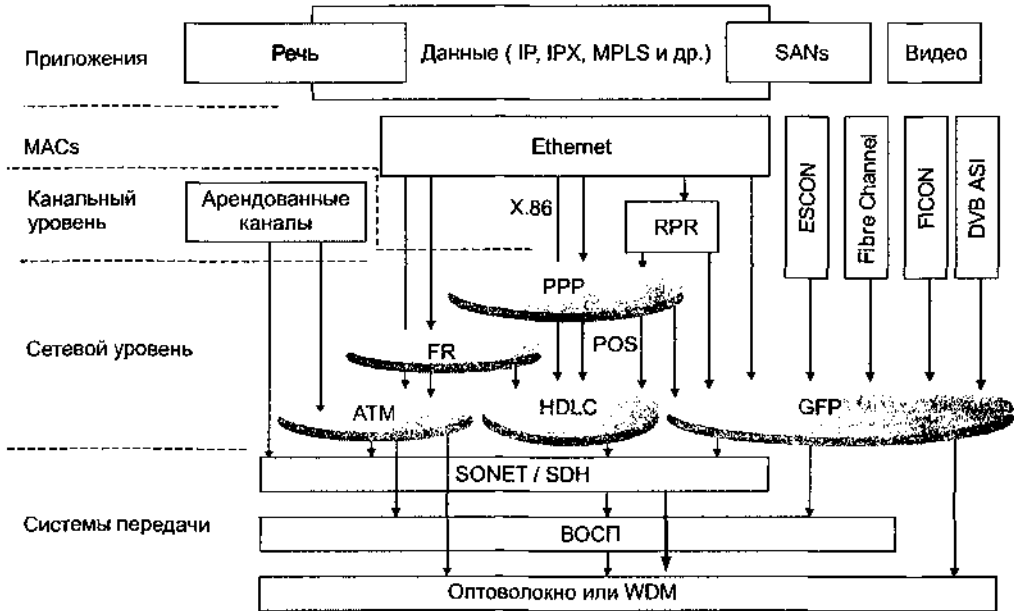 Приложения
Речь
Данные ( IP, IPX, MPLS и др.)
SANs
Видео
MACs
Ethernet
ESCON
Fibre Channel
FICON
DVB ASI
Канальный
уровень
Арендованные
каналы
X.86
RPR
PPP
Сетевой уровень
FR
POS
ATM
HDLC
GFP
SONET / SDH
Системы передачи
ВОСП
Оптоволокно или WDM